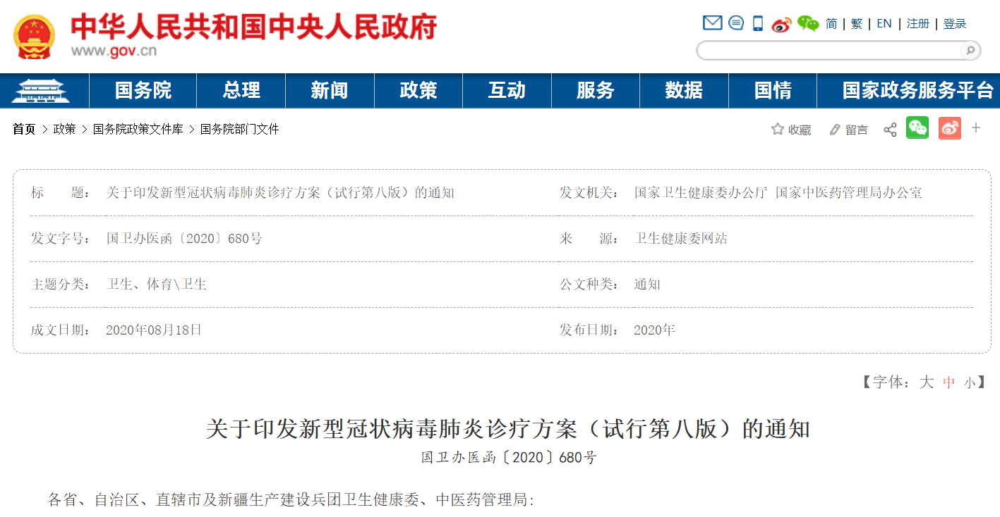 中华人民共和国中央人民政府
www.gov.cn
简 | 繁 | EN | 注册 | 登录
国务院 总理 新闻 政策 互动 服务 数据 国情 国家政务服务平台
首页 > 政策 > 国务院政策文件库 > 国务院部门文件
收藏 留言
标 题： 关于印发新型冠状病毒肺炎诊疗方案（试行第八版）的通知 发文机关： 国家卫生健康委办公厅 国家中医药管理局办公室
发文字号： 国卫办医函〔2020〕680号 来 源： 卫生健康委网站
主题分类： 卫生、体育\卫生 公文种类： 通知
成文日期： 2020年08月18日 发布日期： 2020年
【字体：大 中 小】
关于印发新型冠状病毒肺炎诊疗方案（试行第八版）的通知
国卫办医函〔2020〕680号
各省、自治区、直辖市及新疆生产建设兵团卫生健康委、中医药管理局：